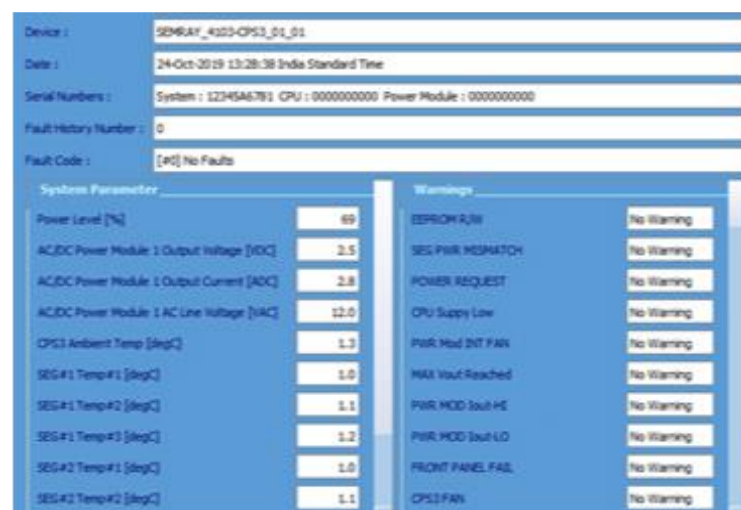 Device : SEMRAY_4103-CPS3_01_01
Date : 24-Oct-2019 13:28:38 India Standard Time
Serial Numbers : System : 12345A67B1 CPU : 0000000000 Power Module : 0000000000
Fault History Number : 0
Fault Code : [#0] No Faults
System Parameter
Power Level [%] 69
AC/DC Power Module 1 Output Voltage [VDC] 2.5
AC/DC Power Module 1 Output Current [ADC] 2.8
AC/DC Power Module 1 AC Line Voltage [VAC] 12.0
CPS3 Ambient Temp [degC] 1.3
SEG#1 Temp#1 [degC] 1.0
SEG#1 Temp#2 [degC] 1.1
SEG#1 Temp#3 [degC] 1.2
SEG#2 Temp#1 [degC] 1.0
SEG#2 Temp#2 [degC] 1.1
Warnings
EEPROM R/W No Warning
SEG PWR MISMATCH No Warning
POWER REQUEST No Warning
CPU Suppy Low No Warning
PWR Mod INT FAN No Warning
MAX Vout Reached No Warning
PWR MOD Iout-HI No Warning
PWR MOD Iout-LO No Warning
FRONT PANEL FAIL No Warning
CPS3 FAN No Warning